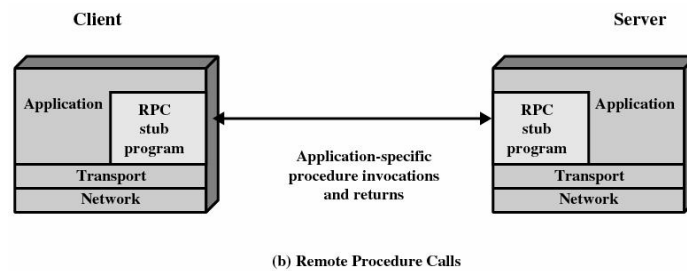 Client
Server
Application
RPC
stub
program
Transport
Network
Application-specific
procedure invocations
and returns
RPC
stub
program
Application
Transport
Network
(b) Remote Procedure Calls